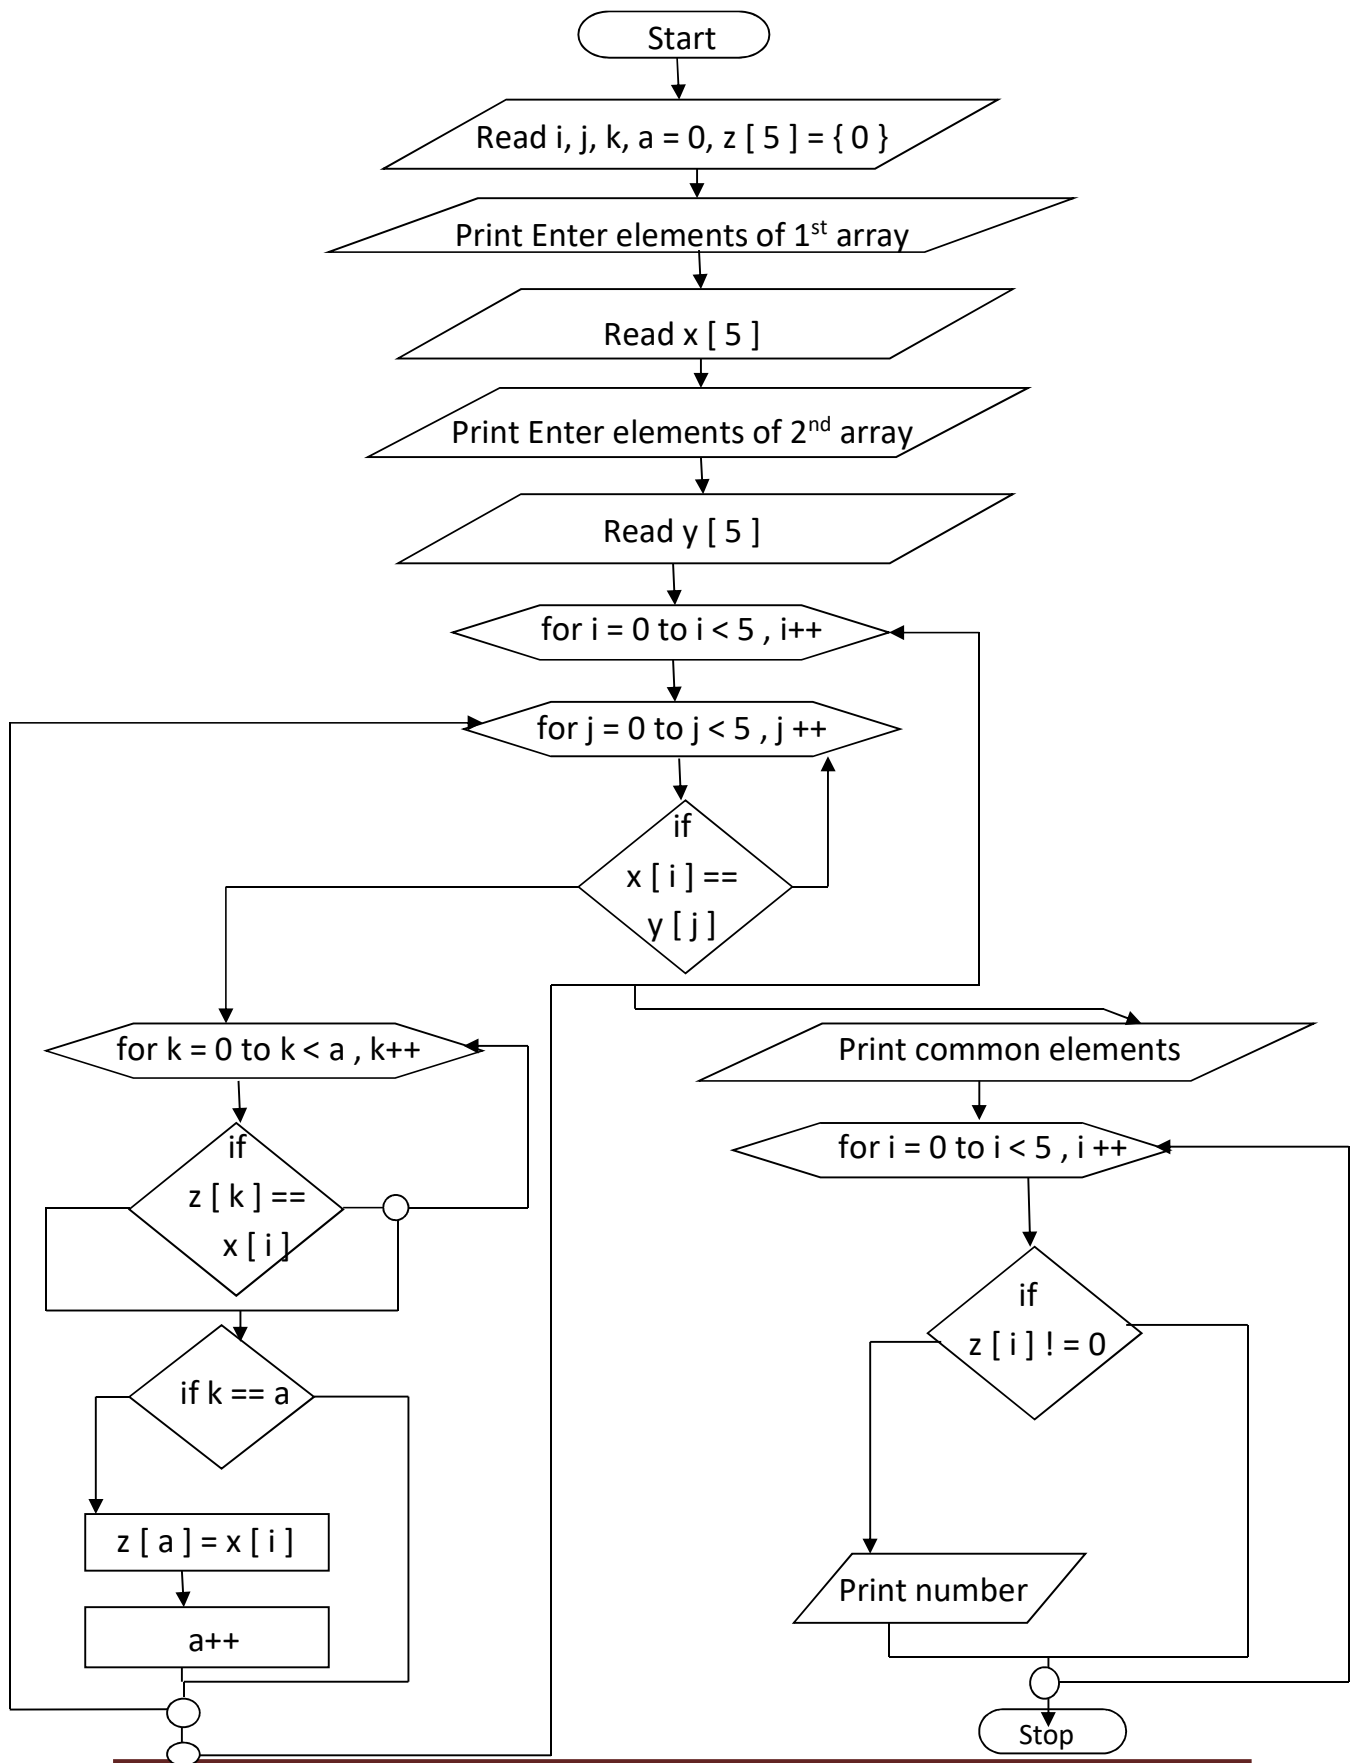 Start
Read i, j, k, a = 0, z [ 5 ] = { 0 }
Print Enter elements of 1st array
Read x [ 5 ]
Print Enter elements of 2nd array
Read y [ 5 ]
for i = 0 to i < 5 , i++
for j = 0 to j < 5 , j ++
if
x [ i ] ==
y [ j ]
for k = 0 to k < a , k++
if
z [ k ] ==
x [ i ]
if k == a
z [ a ] = x [ i ]
a++
Print common elements
for i = 0 to i < 5 , i ++
if
z [ i ] ! = 0
Print number
Stop